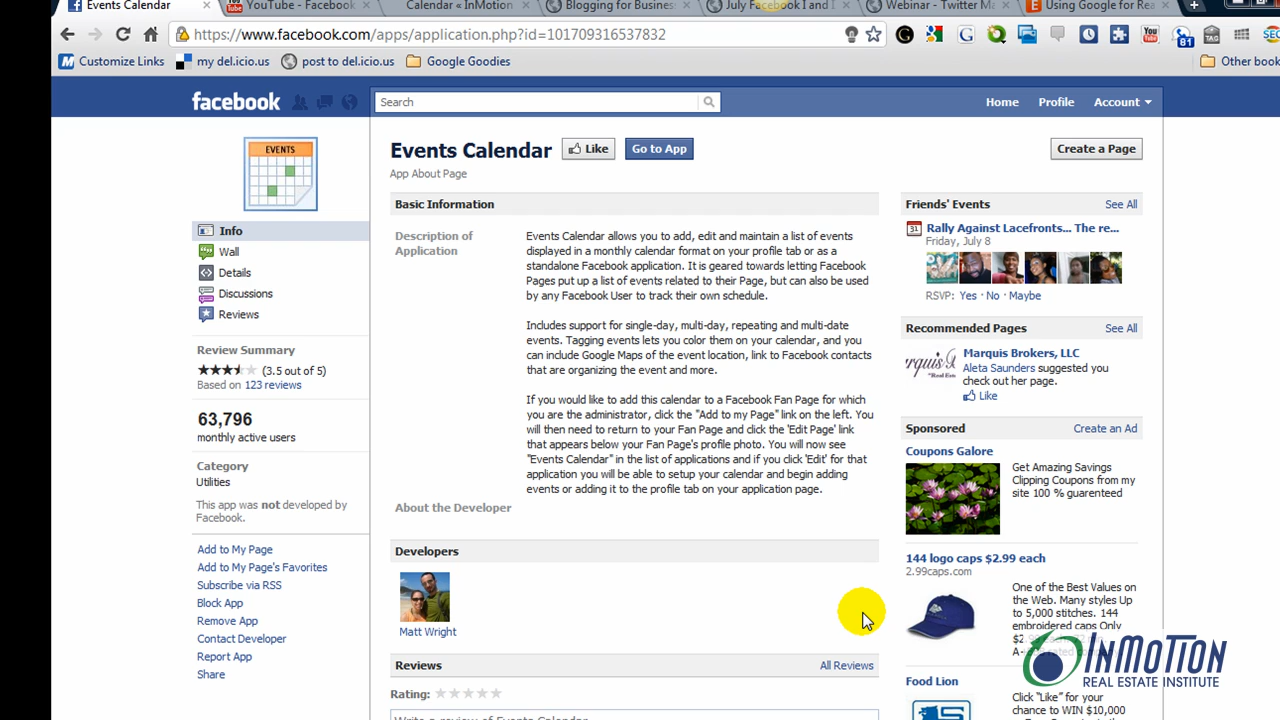 Events Calendar
YouTube - Facebook
Calendar « InMotion
Blogging for Busines
July Facebook I and I
Webinar - Twitter Ma
Using Google for Rea
https://www.facebook.com/apps/application.php?id=101709316537832
81
Customize Links
my del.icio.us
post to del.icio.us
Google Goodies
Other book
facebook
Search
Home
Profile
Account
EVENTS
Info
Wall
Details
Discussions
Reviews
Review Summary
(3.5 out of 5)
Based on 123 reviews
63,796
monthly active users
Category
Utilities
This app was not developed by
Facebook.
Add to My Page
Add to My Page's Favorites
Subscribe via RSS
Block App
Remove App
Contact Developer
Report App
Share
Events Calendar
Like
Go to App
Create a Page
App About Page
Basic Information
Description of
Application
Events Calendar allows you to add, edit and maintain a list of events
displayed in a monthly calendar format on your profile tab or as a
standalone Facebook application. It is geared towards letting Facebook
Pages put up a list of events related to their Page, but can also be used
by any Facebook User to track their own schedule.
Includes support for single-day, multi-day, repeating and multi-date
events. Tagging events lets you color them on your calendar, and you
can include Google Maps of the event location, link to Facebook contacts
that are organizing the event and more.
If you would like to add this calendar to a Facebook Fan Page for which
you are the administrator, click the "Add to my Page" link on the left. You
will then need to return to your Fan Page and click the 'Edit Page' link
that appears below your Fan Page's profile photo. You will now see
"Events Calendar" in the list of applications and if you click 'Edit' for that
application you will be able to setup your calendar and begin adding
events or adding it to the profile tab on your application page.
About the Developer
Developers
Matt Wright
Reviews
All Reviews
Rating:
Write a review of Events Calendar
Friends' Events
See All
31
Rally Against Lacefronts... The re...
Friday, July 8
RSVP: Yes · No · Maybe
Recommended Pages
See All
Marquis Brokers, LLC
Aleta Saunders suggested you
check out her page.
Like
Sponsored
Create an Ad
Coupons Galore
Get Amazing Savings
Clipping Coupons from my
site 100 % guarenteed
144 logo caps $2.99 each
2.99caps.com
One of the Best Values on
the Web. Many styles Up
to 5,000 stitches. 144
embroidered caps Only
Food Lion
Click "Like" for your
chance to WIN $10,000
INMOTION
REAL ESTATE INSTITUTE